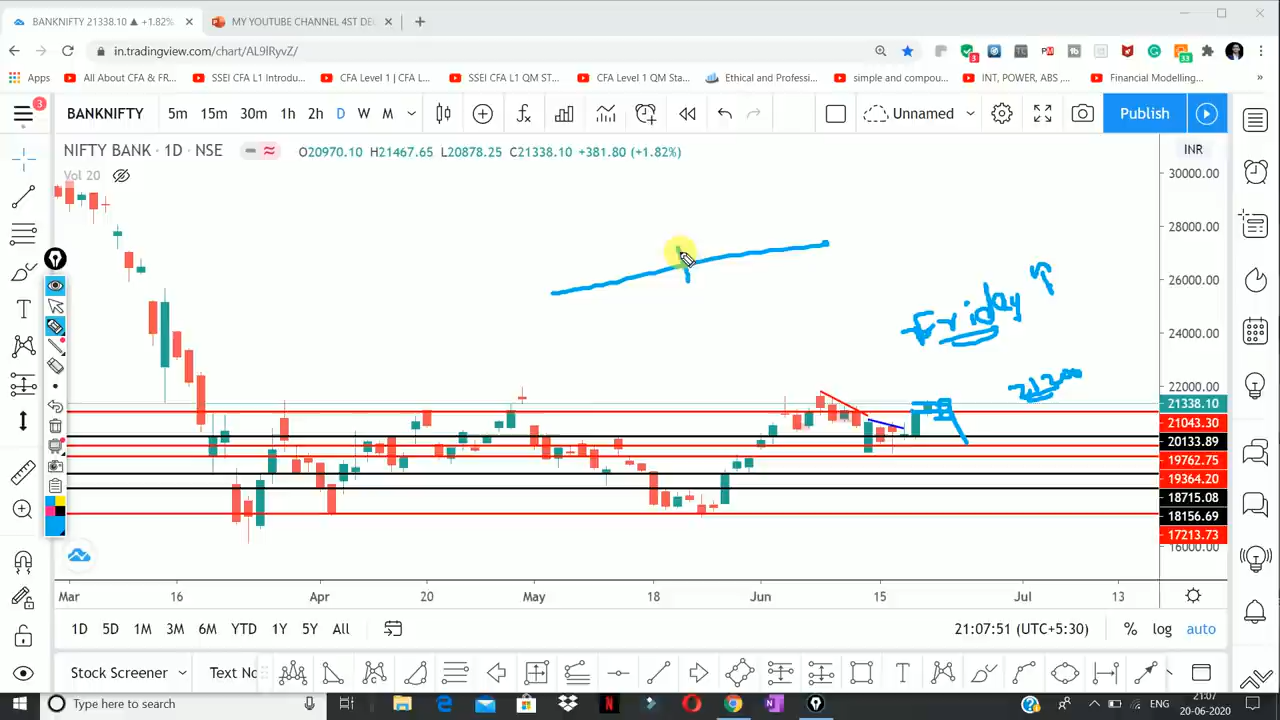 BANKNIFTY 21338.10 ▲ +1.82%
MY YOUTUBE CHANNEL 4ST DE
in.tradingview.com/chart/AL9lRyvZ/
3
33
Apps All About CFA & FR... SSEI CFA L1 Introdu... CFA Level 1 | CFA L... SSEI CFA L1 QM ST... CFA Level 1 QM Sta... Ethical and Professi... simple and compou... INT, POWER, ABS ,... Financial Modelling... »
3
BANKNIFTY 5m 15m 30m 1h 2h D W M Unnamed Publish
NIFTY BANK · 1D · NSE O20970.10 H21467.65 L20878.25 C21338.10 +381.80 (+1.82%)
INR
Vol 20
30000.00
28000.00
26000.00
Friday
24000.00
22000.00
21200
21338.10
21043.30
20133.89
19762.75
19364.20
18715.08
18156.69
17213.73
16000.00
Mar 16 Apr 20 May 18 Jun 15 Jul 13
1D 5D 1M 3M 6M YTD 1Y 5Y All 21:07:51 (UTC+5:30) % log auto
Stock Screener Text No
Type here to search
ENG
21:07
20-06-2020